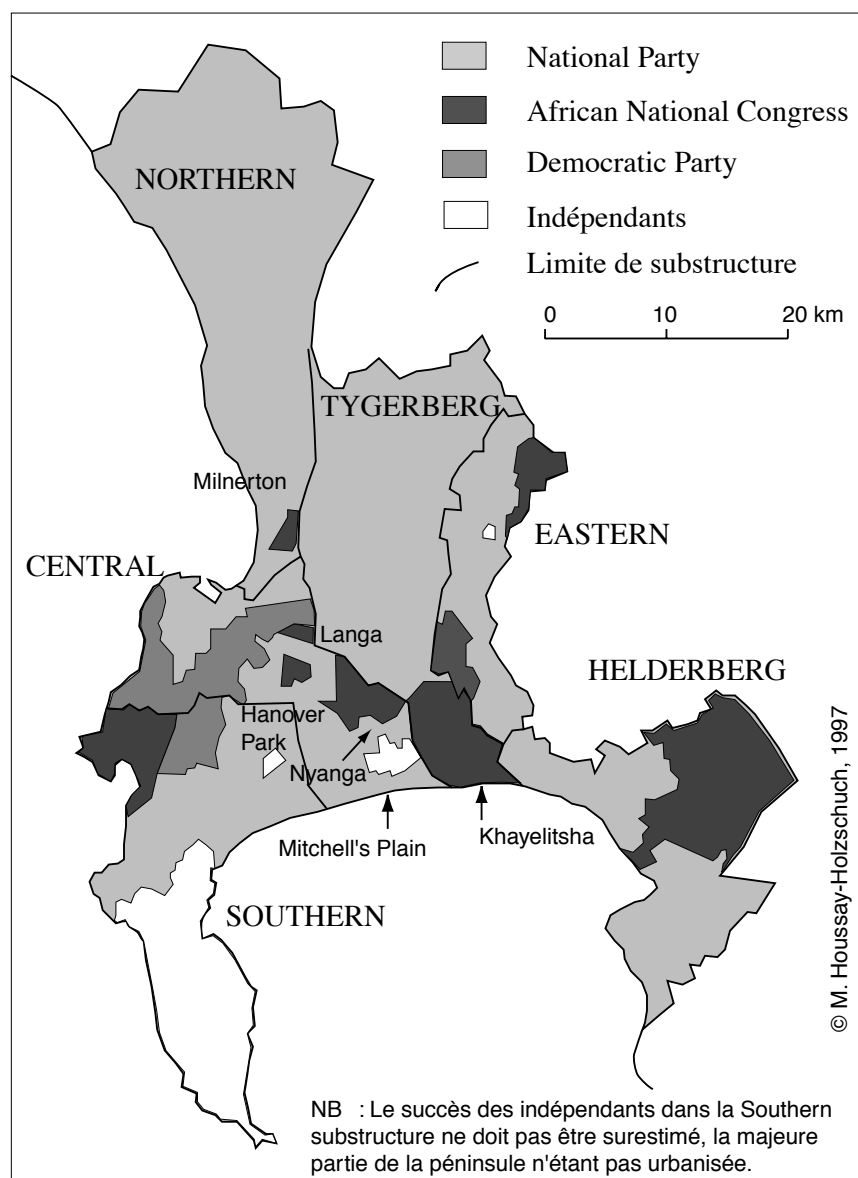 National Party
African National Congress
Democratic Party
Indépendants
Limite de substructure
0 10 20 km
NORTHERN
TYGERBERG
Milnerton
EASTERN
CENTRAL
Langa
HELDERBERG
Hanover
Park
Nyanga
Mitchell's Plain
Khayelitsha
SOUTHERN
© M. Houssay-Holzschuch, 1997
NB : Le succès des indépendants dans la Southern
substructure ne doit pas être surestimé, la majeure
partie de la péninsule n'étant pas urbanisée.